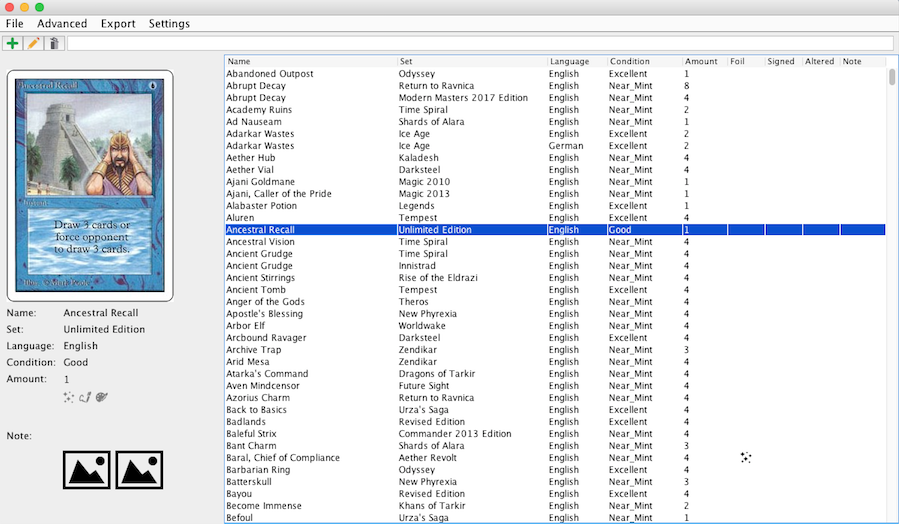 File Advanced Export Settings
Name Set Language Condition Amount Foil Signed Altered Note
Abandoned Outpost Odyssey English Excellent 1
Abrupt Decay Return to Ravnica English Near_Mint 8
Abrupt Decay Modern Masters 2017 Edition English Near_Mint 4
Academy Ruins Time Spiral English Near_Mint 2
Ad Nauseam Shards of Alara English Near_Mint 1
Adarkar Wastes Ice Age English Excellent 2
Adarkar Wastes Ice Age German Excellent 2
Aether Hub Kaladesh English Near_Mint 4
Aether Vial Darksteel English Near_Mint 4
Ajani Goldmane Magic 2010 English Near_Mint 1
Ajani, Caller of the Pride Magic 2013 English Near_Mint 1
Alabaster Potion Legends English Excellent 1
Aluren Tempest English Excellent 4
Ancestral Recall Unlimited Edition English Good 1
Ancestral Vision Time Spiral English Near_Mint 4
Ancient Grudge Time Spiral English Near_Mint 4
Ancient Grudge Innistrad English Near_Mint 4
Ancient Stirrings Rise of the Eldrazi English Near_Mint 4
Ancient Tomb Tempest English Excellent 4
Anger of the Gods Theros English Near_Mint 4
Apostle's Blessing New Phyrexia English Near_Mint 4
Arbor Elf Worldwake English Near_Mint 4
Arcbound Ravager Darksteel English Excellent 4
Archive Trap Zendikar English Near_Mint 3
Arid Mesa Zendikar English Near_Mint 4
Atarka's Command Dragons of Tarkir English Near_Mint 4
Aven Mindcensor Future Sight English Near_Mint 4
Azorius Charm Return to Ravnica English Near_Mint 4
Back to Basics Urza's Saga English Excellent 4
Badlands Revised Edition English Excellent 4
Baleful Strix Commander 2013 Edition English Near_Mint 4
Bant Charm Shards of Alara English Near_Mint 3
Baral, Chief of Compliance Aether Revolt English Near_Mint 4
Barbarian Ring Odyssey English Excellent 4
Batterskull New Phyrexia English Near_Mint 3
Bayou Revised Edition English Excellent 4
Become Immense Khans of Tarkir English Near_Mint 2
Befoul Urza's Saga English Near_Mint 1
Ancestral Recall
Draw 3 cards or
force opponent
to draw 3 cards.
Name: Ancestral Recall
Set: Unlimited Edition
Language: English
Condition: Good
Amount: 1
Note: